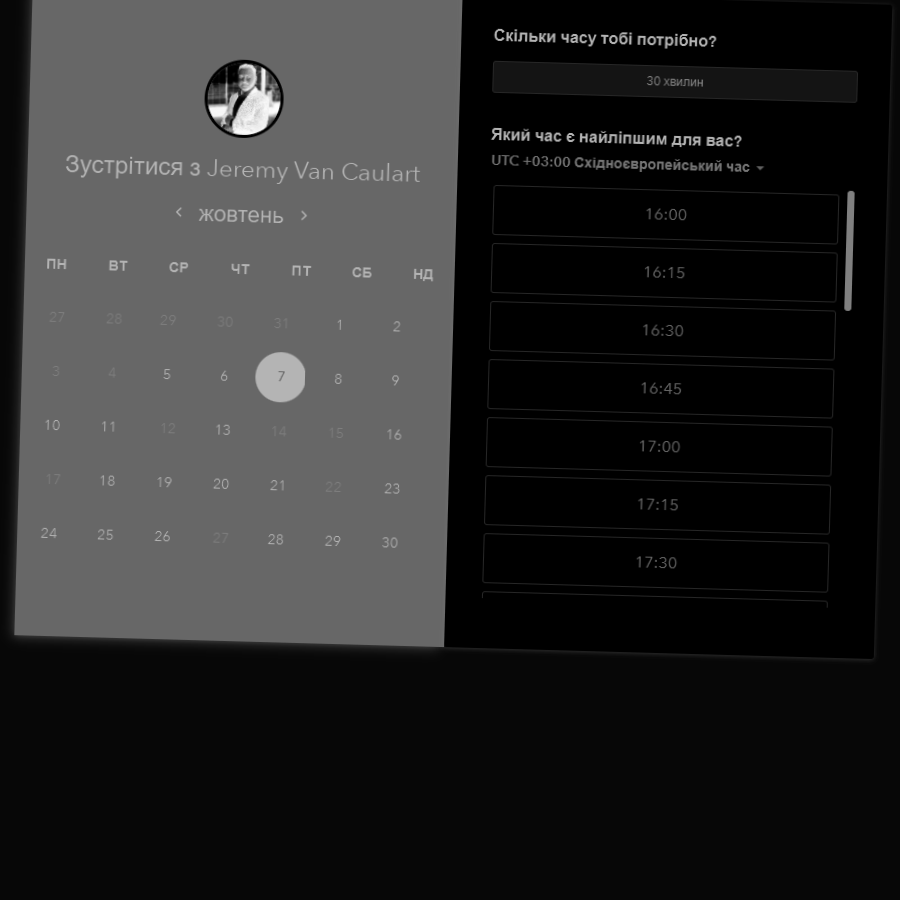 Зустрітися з Jeremy Van Caulart
жовтень
ПН ВТ СР ЧТ ПТ СБ НД
27 28 29 30 31 1 2
3 4 5 6 7 8 9
10 11 12 13 14 15 16
17 18 19 20 21 22 23
24 25 26 27 28 29 30
Скільки часу тобі потрібно?
30 хвилин
Який час є найліпшим для вас?
UTC +03:00 Східноєвропейський час
16:00
16:15
16:30
16:45
17:00
17:15
17:30